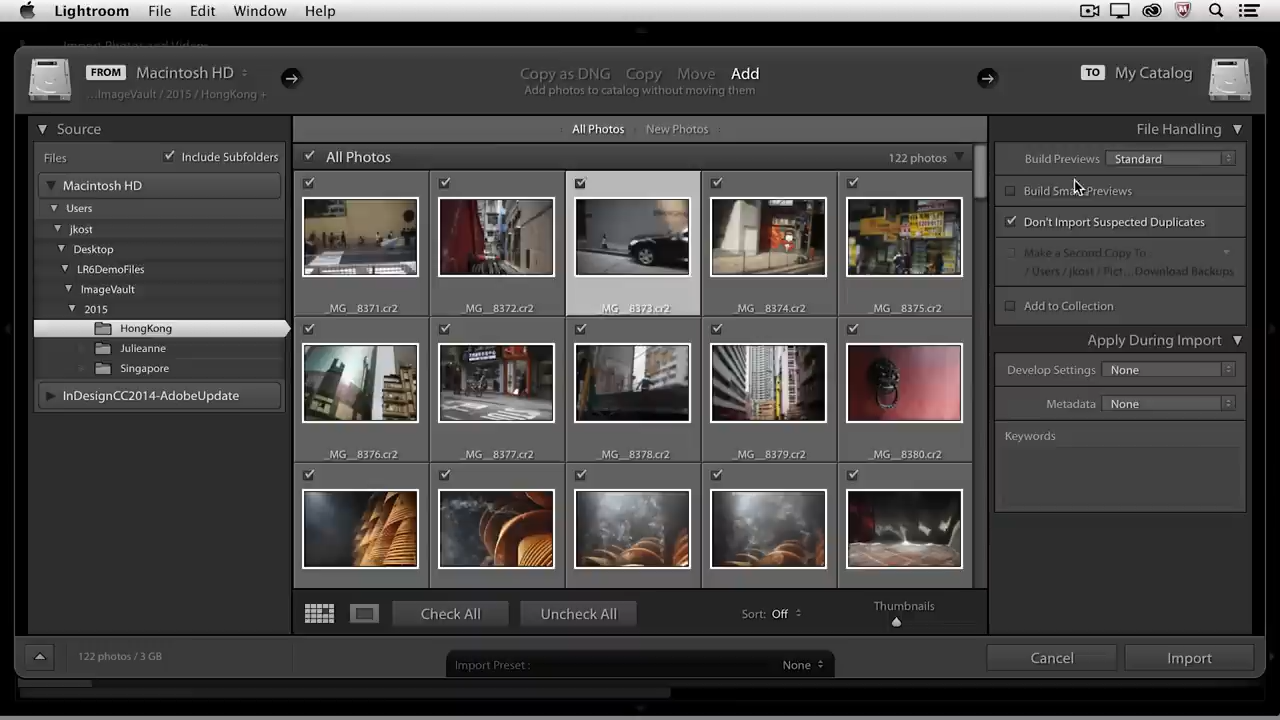 Lightroom File Edit Window Help
FROM Macintosh HD
...ImageVault / 2015 / HongKong +
Copy as DNG Copy Move Add
Add photos to catalog without moving them
TO My Catalog
Source
Files Include Subfolders
Macintosh HD
Users
jkost
Desktop
LR6DemoFiles
ImageVault
2015
HongKong
Julieanne
Singapore
InDesignCC2014-AdobeUpdate
All Photos New Photos
All Photos 122 photos
_MG__8371.cr2 _MG__8372.cr2 _MG__8373.cr2 _MG__8374.cr2 _MG__8375.cr2
_MG__8376.cr2 _MG__8377.cr2 _MG__8378.cr2 _MG__8379.cr2 _MG__8380.cr2
Check All Uncheck All Sort: Off Thumbnails
File Handling
Build Previews Standard
Build Smart Previews
Don't Import Suspected Duplicates
Make a Second Copy To
/ Users / jkost / Pict... Download Backups
Add to Collection
Apply During Import
Develop Settings None
Metadata None
Keywords
122 photos / 3 GB
Import Preset : None
Cancel Import